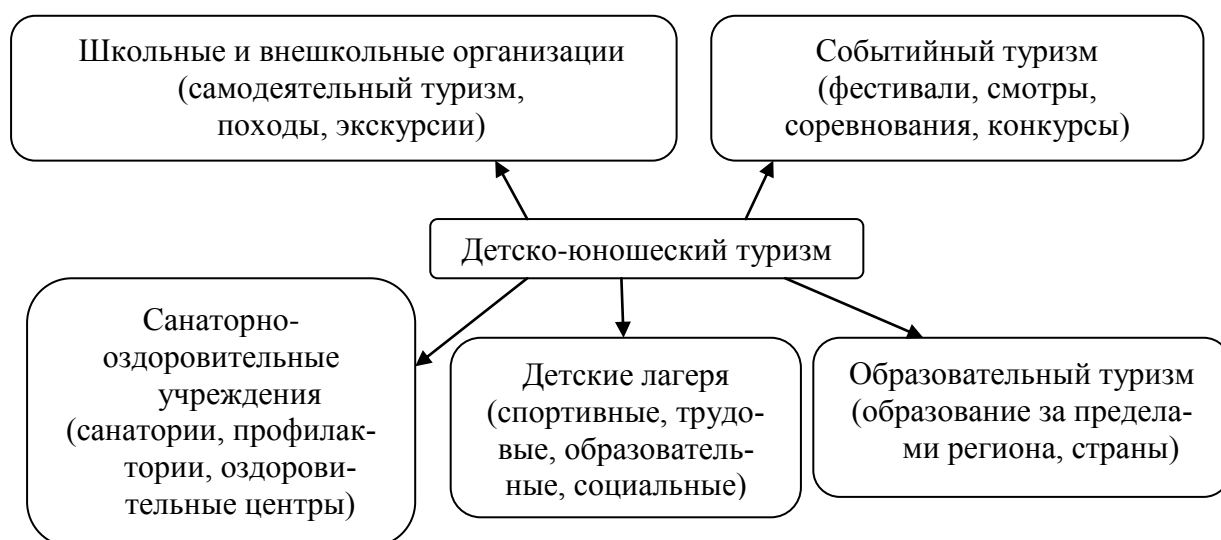 Школьные и внешкольные организации
(самодеятельный туризм,
походы, экскурсии)
Событийный туризм
(фестивали, смотры,
соревнования, конкурсы)
Детско-юношеский туризм
Санаторно-
оздоровительные
учреждения
(санатории, профилак-
тории, оздорови-
тельные центры)
Детские лагеря
(спортивные, трудо-
вые, образователь-
ные, социальные)
Образовательный туризм
(образование за предела-
ми региона, страны)